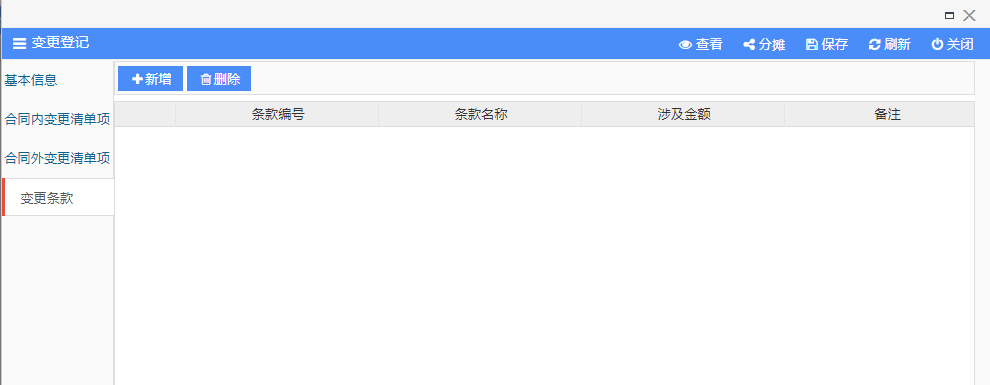 变更登记 查看 分摊 保存 刷新 关闭
基本信息
合同内变更清单项
合同外变更清单项
变更条款
新增 删除
条款编号 条款名称 涉及金额 备注